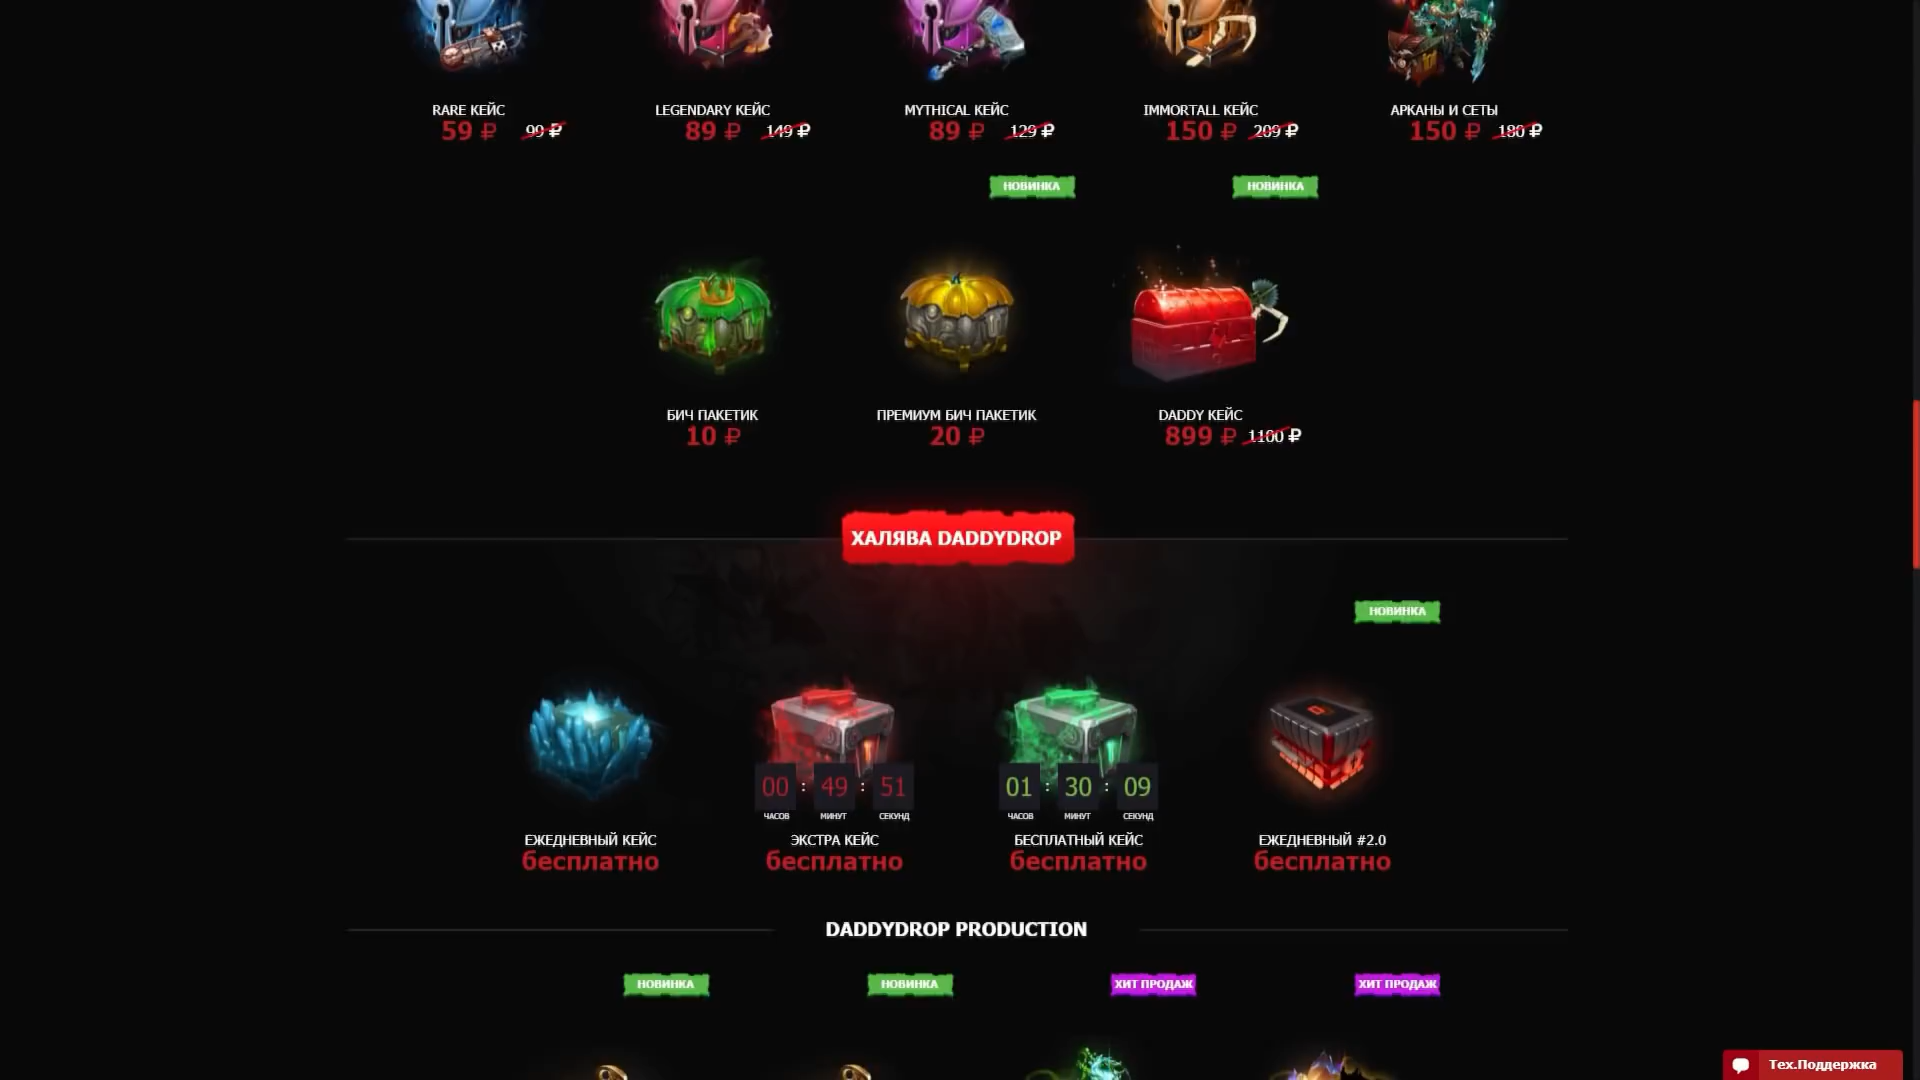 RARE КЕЙС
59 ₽ 99 ₽
LEGENDARY КЕЙС
89 ₽ 149 ₽
MYTHICAL КЕЙС
89 ₽ 129 ₽
IMMORTALL КЕЙС
150 ₽ 209 ₽
АРКАНЫ И СЕТЫ
150 ₽ 180 ₽
НОВИНКА
НОВИНКА
БИЧ ПАКЕТИК
10 ₽
ПРЕМИУМ БИЧ ПАКЕТИК
20 ₽
DADDY КЕЙС
899 ₽ 1100 ₽
ХАЛЯВА DADDYDROP
НОВИНКА
00 : 49 : 51
ЧАСОВ МИНУТ СЕКУНД
01 : 30 : 09
ЧАСОВ МИНУТ СЕКУНД
ЕЖЕДНЕВНЫЙ КЕЙС
бесплатно
ЭКСТРА КЕЙС
бесплатно
БЕСПЛАТНЫЙ КЕЙС
бесплатно
ЕЖЕДНЕВНЫЙ #2.0
бесплатно
DADDYDROP PRODUCTION
НОВИНКА
НОВИНКА
ХИТ ПРОДАЖ
ХИТ ПРОДАЖ
Тех.Поддержка